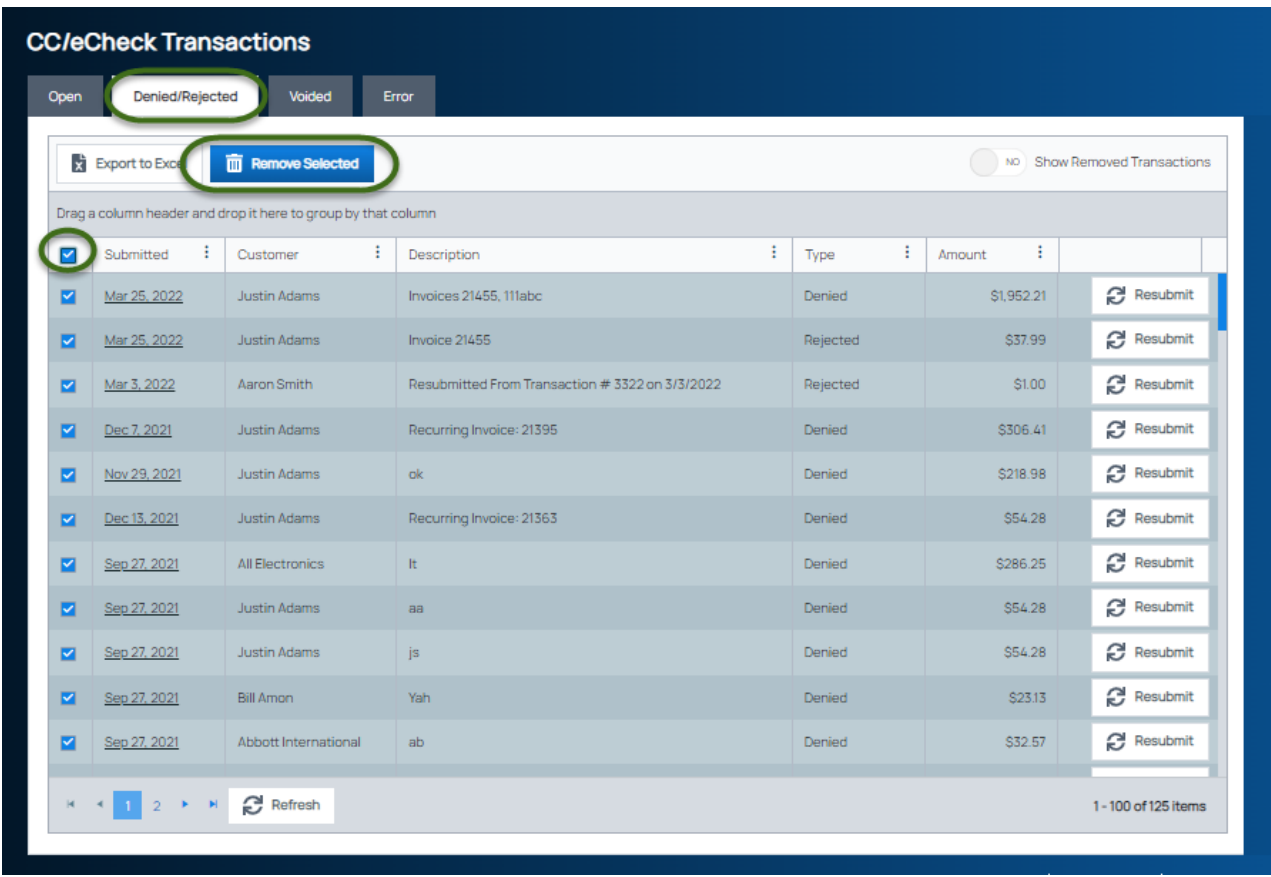 CC/eCheck Transactions
Open Denied/Rejected Voided Error
Export to Exce Remove Selected NO Show Removed Transactions
Drag a column header and drop it here to group by that column
Submitted Customer Description Type Amount
Mar 25, 2022 Justin Adams Invoices 21455, 111abc Denied $1,952.21 Resubmit
Mar 25, 2022 Justin Adams Invoice 21455 Rejected $37.99 Resubmit
Mar 3, 2022 Aaron Smith Resubmitted From Transaction # 3322 on 3/3/2022 Rejected $1.00 Resubmit
Dec 7, 2021 Justin Adams Recurring Invoice: 21395 Denied $306.41 Resubmit
Nov 29, 2021 Justin Adams ok Denied $218.98 Resubmit
Dec 13, 2021 Justin Adams Recurring Invoice: 21363 Denied $54.28 Resubmit
Sep 27, 2021 All Electronics It Denied $286.25 Resubmit
Sep 27, 2021 Justin Adams aa Denied $54.28 Resubmit
Sep 27, 2021 Justin Adams js Denied $54.28 Resubmit
Sep 27, 2021 Bill Amon Yah Denied $23.13 Resubmit
Sep 27, 2021 Abbott International ab Denied $32.57 Resubmit
1 2 Refresh 1 - 100 of 125 items